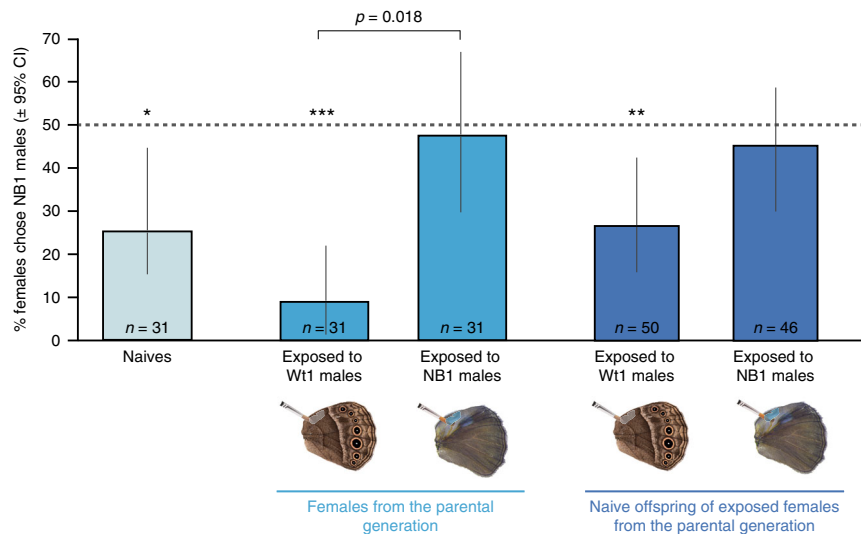 p = 0.018
% females chose NB1 males (± 95% CI)
80
70
60
50
40
30
20
10
0
*
***
**
n = 31
n = 31
n = 31
n = 50
n = 46
Naives
Exposed to
Wt1 males
Exposed to
NB1 males
Exposed to
Wt1 males
Exposed to
NB1 males
Females from the parental
generation
Naive offspring of exposed females
from the parental generation